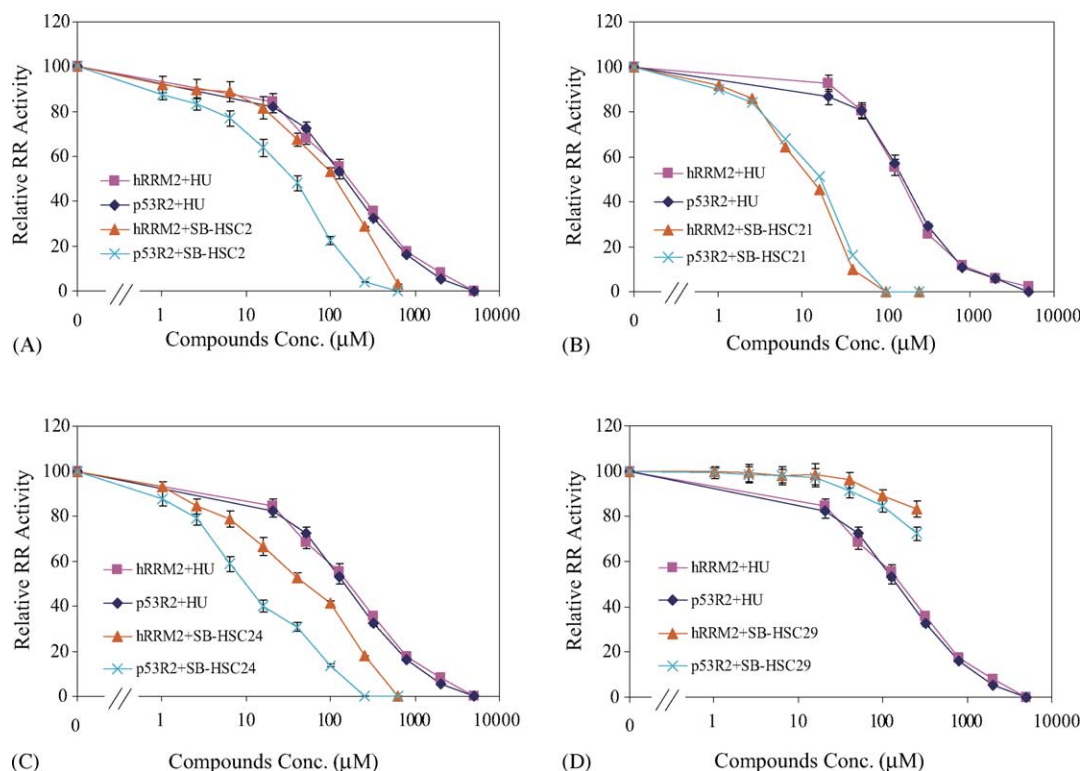 120
100
80
60
40
20
0
Relative RR Activity
hRRM2+HU
p53R2+HU
hRRM2+SB-HSC2
p53R2+SB-HSC2
0 1 10 100 1000 10000
Compounds Conc. (μM)
(A)
120
100
80
60
40
20
0
Relative RR Activity
hRRM2+HU
p53R2+HU
hRRM2+SB-HSC21
p53R2+SB-HSC21
0 1 10 100 1000 10000
Compounds Conc. (μM)
(B)
120
100
80
60
40
20
0
Relative RR Activity
hRRM2+HU
p53R2+HU
hRRM2+SB-HSC24
p53R2+SB-HSC24
0 1 10 100 1000 10000
Compounds Conc. (μM)
(C)
120
100
80
60
40
20
0
Relative RR Activity
hRRM2+HU
p53R2+HU
hRRM2+SB-HSC29
p53R2+SB-HSC29
0 1 10 100 1000 10000
Compounds Conc. (μM)
(D)